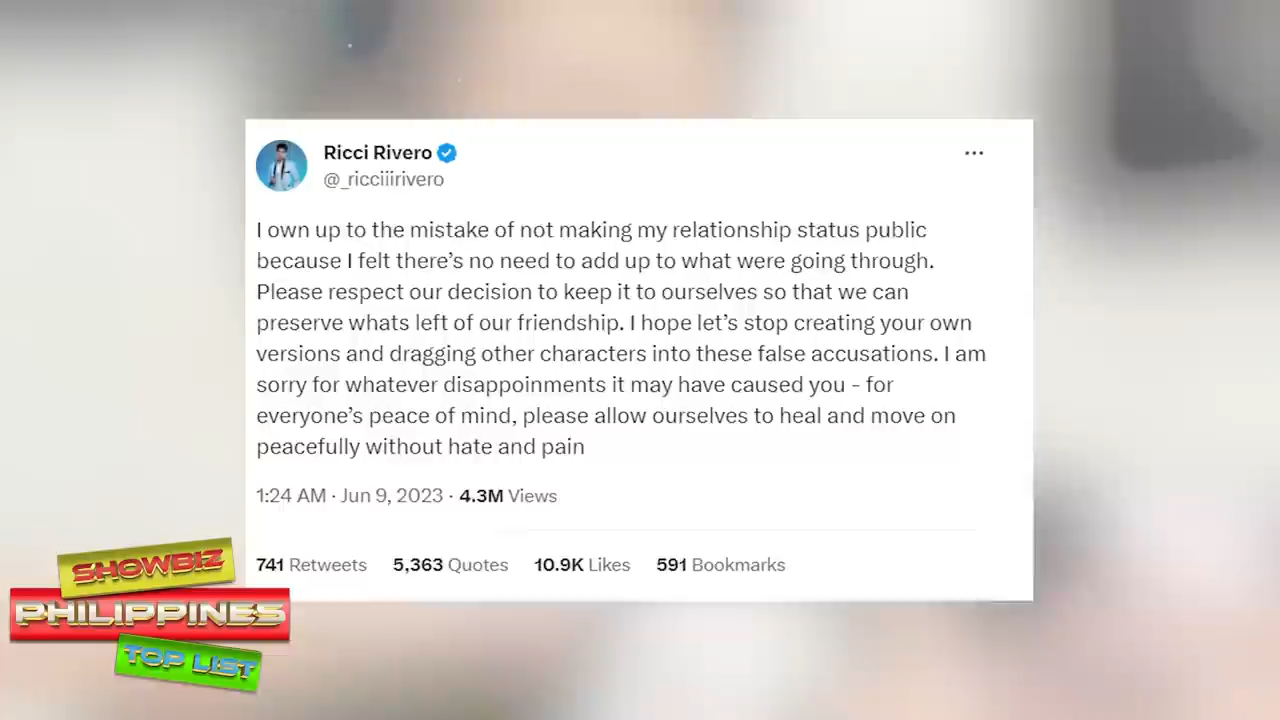 Ricci Rivero
@_ricciiirivero
I own up to the mistake of not making my relationship status public
because I felt there's no need to add up to what were going through.
Please respect our decision to keep it to ourselves so that we can
preserve whats left of our friendship. I hope let's stop creating your own
versions and dragging other characters into these false accusations. I am
sorry for whatever disappoinments it may have caused you - for
everyone's peace of mind, please allow ourselves to heal and move on
peacefully without hate and pain
1:24 AM · Jun 9, 2023 · 4.3M Views
741 Retweets 5,363 Quotes 10.9K Likes 591 Bookmarks
SHOWBIZ
PHILIPPINES
TOP LIST